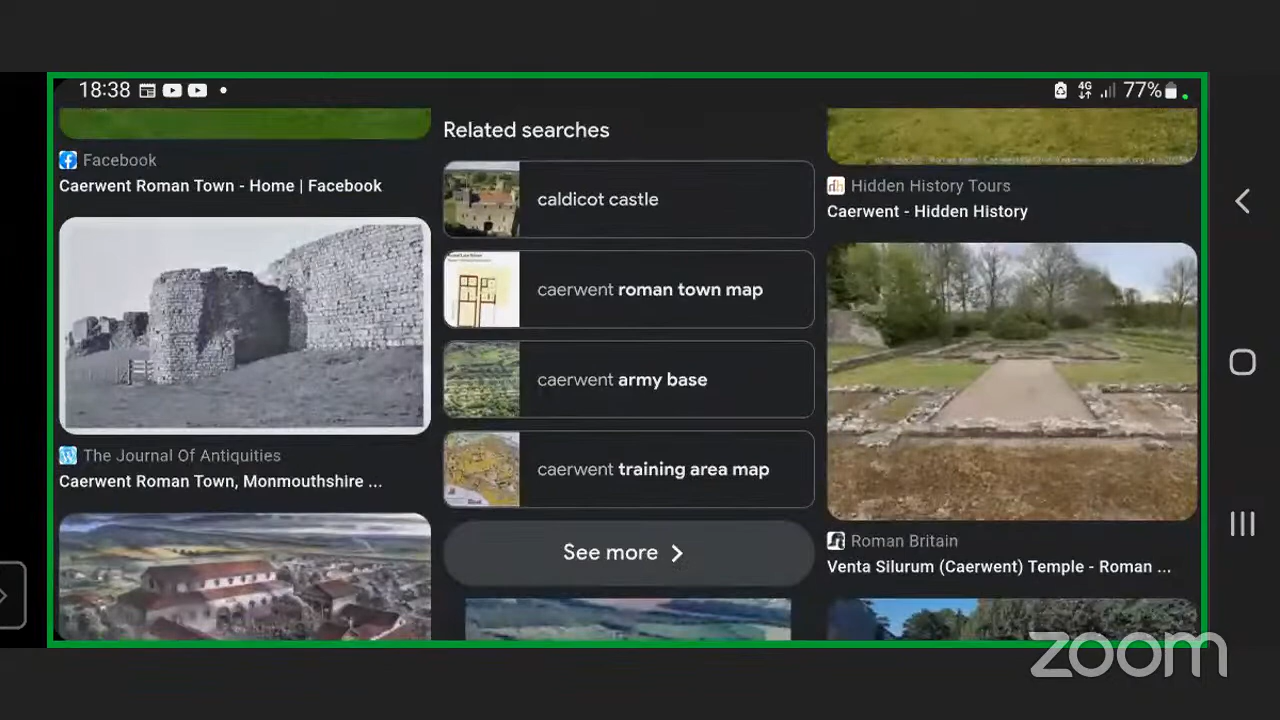 18:38
4G
77%
Facebook
Caerwent Roman Town - Home | Facebook
The Journal Of Antiquities
Caerwent Roman Town, Monmouthshire ...
Related searches
caldicot castle
caerwent roman town map
caerwent army base
caerwent training area map
See more
dh Hidden History Tours
Caerwent - Hidden History
Roman Britain
Venta Silurum (Caerwent) Temple - Roman ...
zoom